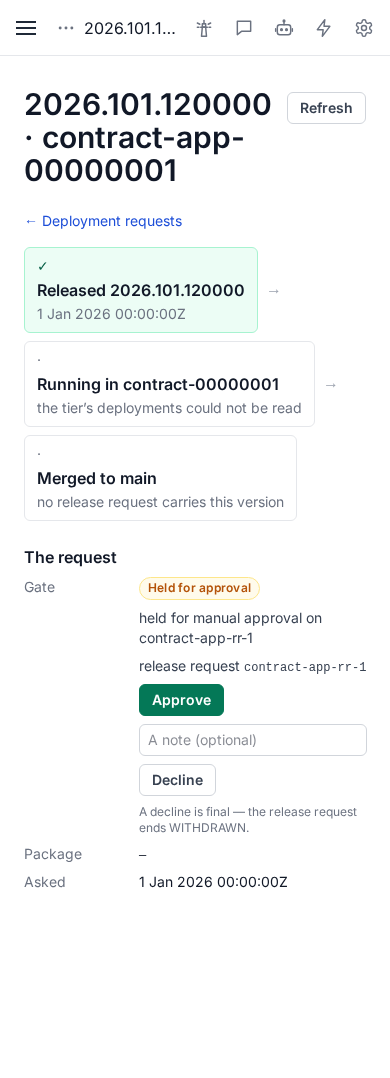 2026.101.1...
2026.101.120000
· contract-app-
00000001
Refresh
← Deployment requests
✓
Released 2026.101.120000
1 Jan 2026 00:00:00Z
→
·
Running in contract-00000001
the tier’s deployments could not be read
→
·
Merged to main
no release request carries this version
The request
Gate
Held for approval
held for manual approval on
contract-app-rr-1
release request contract-app-rr-1
Approve
A note (optional)
Decline
A decline is final — the release request
ends WITHDRAWN.
Package
–
Asked
1 Jan 2026 00:00:00Z